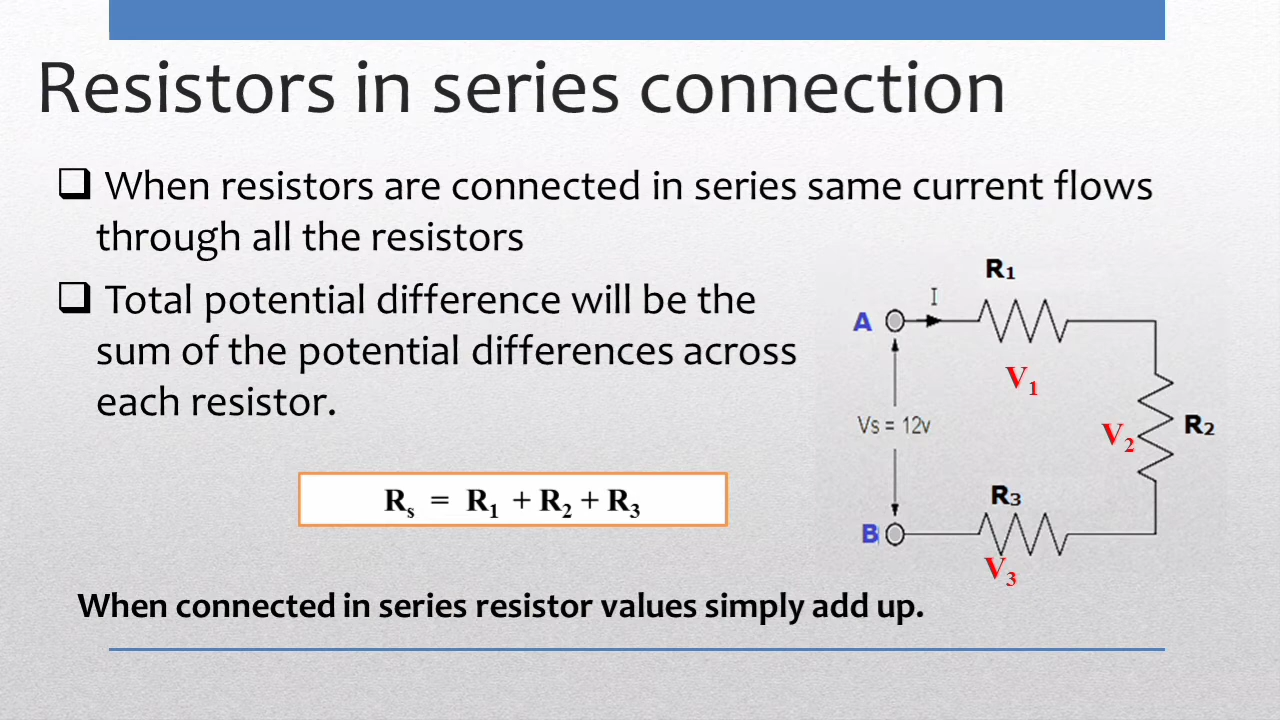 Resistors in series connection
❑ When resistors are connected in series same current flows
through all the resistors
❑ Total potential difference will be the
sum of the potential differences across
each resistor.
R₁
I
A
V₁
Vs = 12v
V₂
R₂
R₃
B
V₃
Rₛ = R₁ + R₂ + R₃
When connected in series resistor values simply add up.